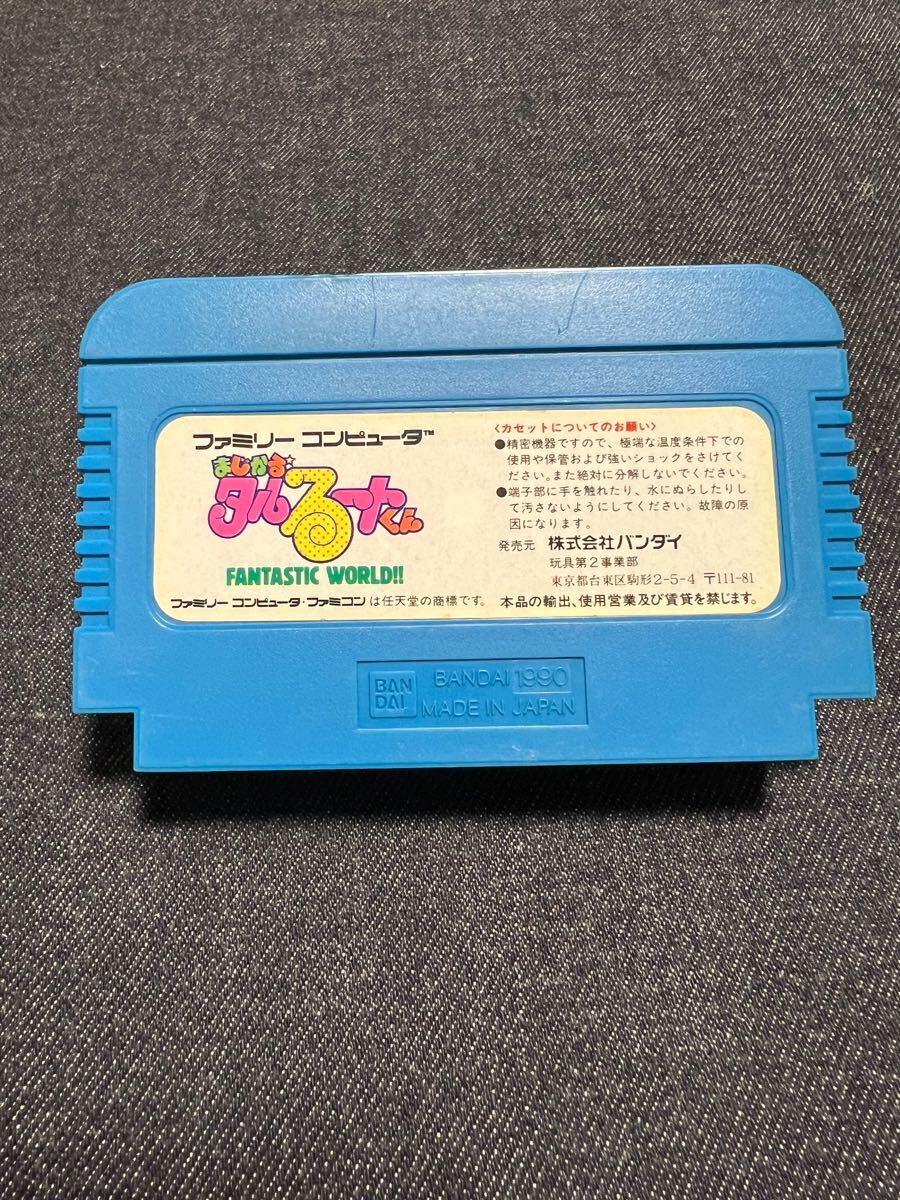 ファミリー コンピュータ™
まじかる☆
タルるートくん
FANTASTIC WORLD!!
ファミリー コンピュータ・ファミコン は任天堂の商標です。
〈カセットについてのお願い〉
●精密機器ですので、極端な温度条件下での
使用や保管および強いショックをさけてく
ださい。また絶対に分解しないでください。
●端子部に手を触れたり、水にぬらしたりし
て汚さないようにしてください。故障の原
因になります。
発売元 株式会社バンダイ
玩具第2事業部
東京都台東区駒形2-5-4 〒111-81
本品の輸出、使用営業及び賃貸を禁じます。
BAN
DAI
BANDAI 1990
MADE IN JAPAN